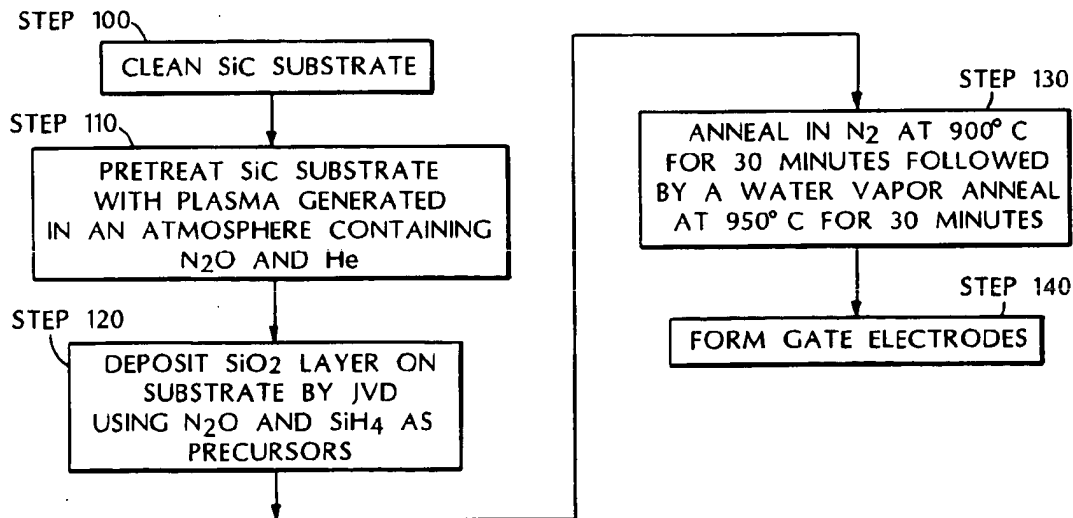 STEP 100
CLEAN SiC SUBSTRATE
STEP 110
PRETREAT SiC SUBSTRATE
WITH PLASMA GENERATED
IN AN ATMOSPHERE CONTAINING
N2O AND He
STEP 120
DEPOSIT SiO2 LAYER ON
SUBSTRATE BY JVD
USING N2O AND SiH4 AS
PRECURSORS
STEP 130
ANNEAL IN N2 AT 900° C
FOR 30 MINUTES FOLLOWED
BY A WATER VAPOR ANNEAL
AT 950° C FOR 30 MINUTES
STEP 140
FORM GATE ELECTRODES